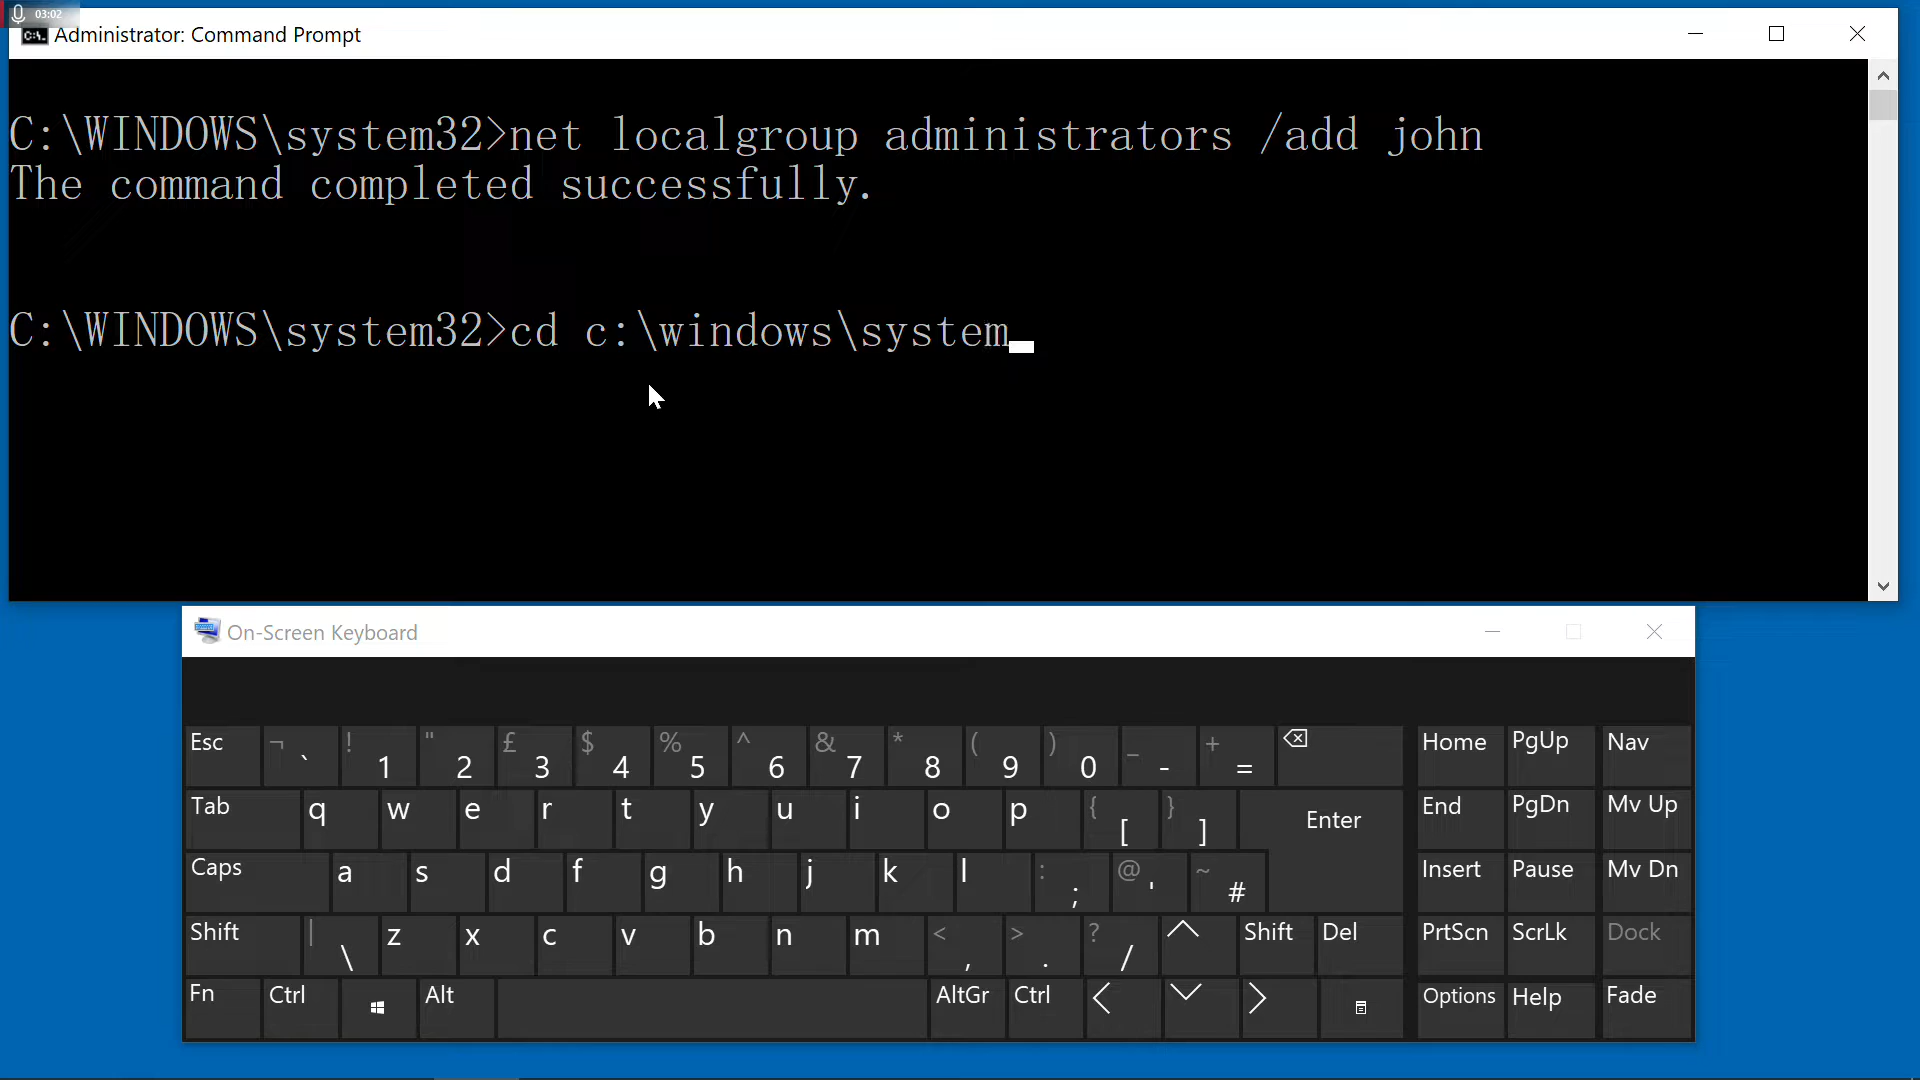 03:02
Administrator: Command Prompt
C:\WINDOWS\system32>net localgroup administrators /add john
The command completed successfully.
C:\WINDOWS\system32>cd c:\windows\system
On-Screen Keyboard
Esc ¬ ` ! 1 " 2 £ 3 $ 4 % 5 ^ 6 & 7 * 8 ( 9 ) 0 _ - + = Home PgUp Nav
Tab q w e r t y u i o p { [ } ] Enter End PgDn Mv Up
Caps a s d f g h j k l : ; @ ' ~ # Insert Pause Mv Dn
Shift | \ z x c v b n m < , > . ? / Shift Del PrtScn ScrLk Dock
Fn Ctrl Alt AltGr Ctrl Options Help Fade